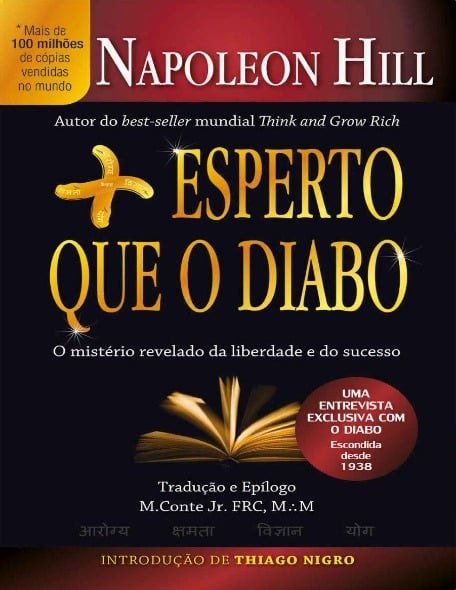 * Mais de
100 milhões
de cópias
vendidas
no mundo
NAPOLEON HILL
Autor do best-seller mundial Think and Grow Rich
+ ESPERTO
QUE O DIABO
O mistério revelado da liberdade e do sucesso
UMA
ENTREVISTA
EXCLUSIVA COM
O DIABO
Escondida
desde
1938
Tradução e Epílogo
M.Conte Jr. FRC, M∴M
आरोग्य क्षमता विज्ञान योग
INTRODUÇÃO DE THIAGO NIGRO